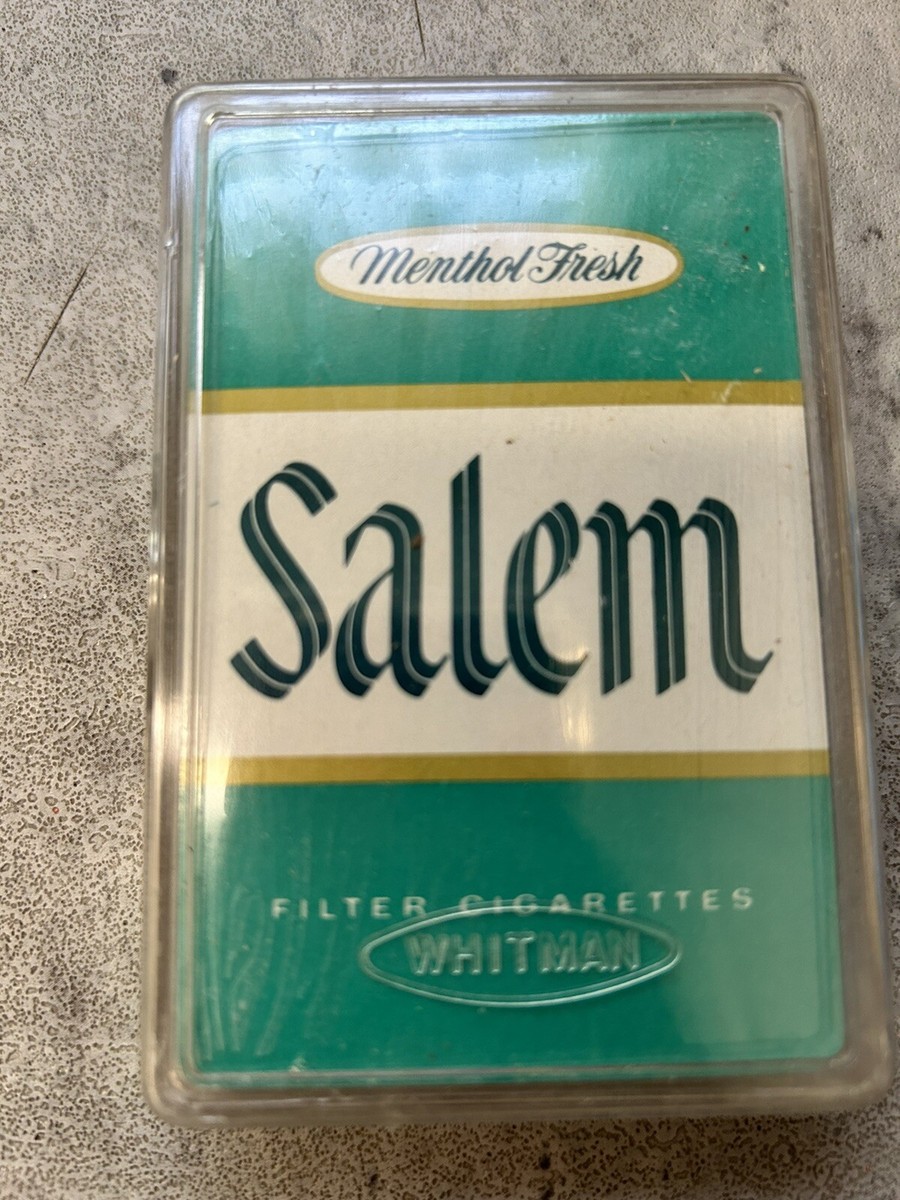 Menthol Fresh
Salem
FILTER CIGARETTES
WHITMAN